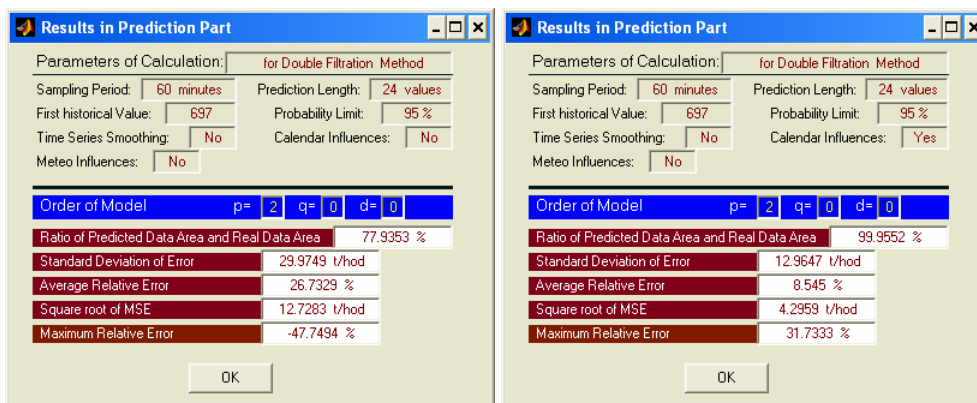 Results in Prediction Part
Parameters of Calculation: for Double Filtration Method
Sampling Period: 60 minutes Prediction Length: 24 values
First historical Value: 697 Probability Limit: 95 %
Time Series Smoothing: No Calendar Influences: No
Meteo Influences: No
Order of Model p= 2 q= 0 d= 0
Ratio of Predicted Data Area and Real Data Area 77.9353 %
Standard Deviation of Error 29.9749 t/hod
Average Relative Error 26.7329 %
Square root of MSE 12.7283 t/hod
Maximum Relative Error -47.7494 %
OK
Results in Prediction Part
Parameters of Calculation: for Double Filtration Method
Sampling Period: 60 minutes Prediction Length: 24 values
First historical Value: 697 Probability Limit: 95 %
Time Series Smoothing: No Calendar Influences: Yes
Meteo Influences: No
Order of Model p= 2 q= 0 d= 0
Ratio of Predicted Data Area and Real Data Area 99.9552 %
Standard Deviation of Error 12.9647 t/hod
Average Relative Error 8.545 %
Square root of MSE 4.2959 t/hod
Maximum Relative Error 31.7333 %
OK